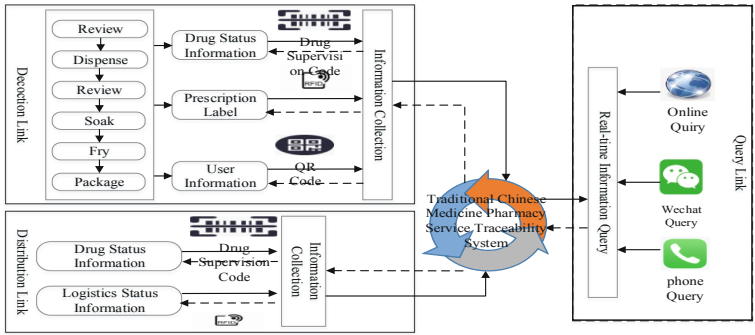 Decoction Link
Review
Dispense
Review
Soak
Fry
Package
Drug Status
Information
Drug
Supervisi
on Code
RFID
Prescription
Label
User
Information
QR
QR
Code
Information Collection
Distribution Link
Drug Status
Information
Drug
Supervision
Code
Logistics Status
Information
RFID
Information
Collection
Traditional Chinese
Medicine Pharmacy
Service Traceability
System
Real-time Information Query
Online
Quiry
Wechat
Query
phone
Query
Query Link